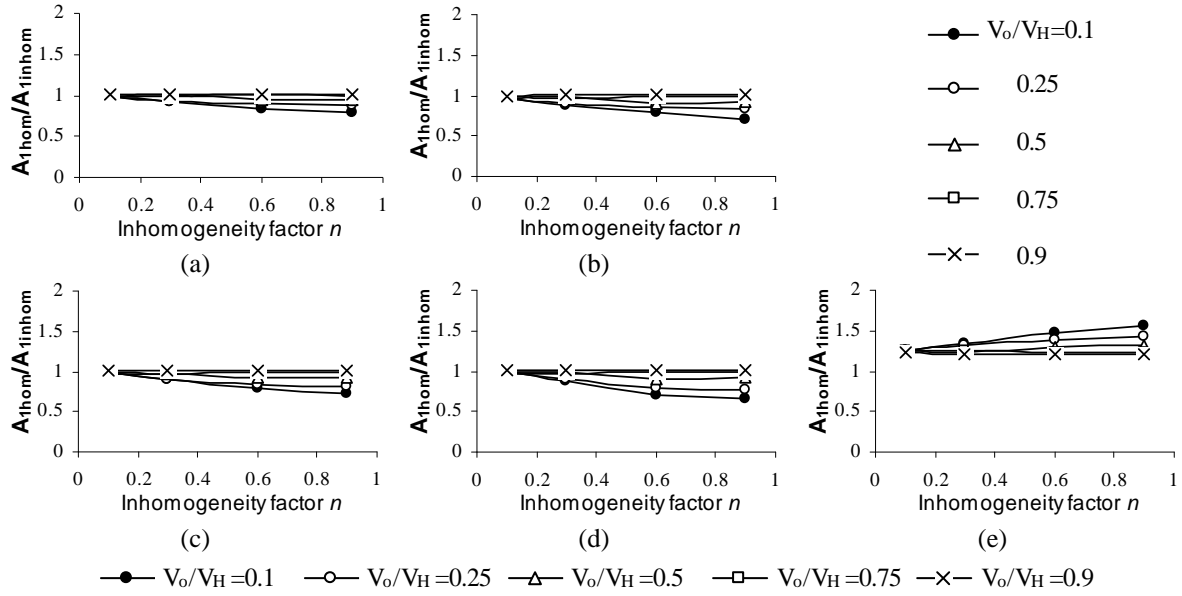 2
1.5
1
0.5
0
A1hom/A1inhom
0 0.2 0.4 0.6 0.8 1
Inhomogeneity factor n
(a)
2
1.5
1
0.5
0
A1hom/A1inhom
0 0.2 0.4 0.6 0.8 1
Inhomogeneity factor n
(b)
Vo/VH=0.1
0.25
0.5
0.75
0.9
2
1.5
1
0.5
0
A1hom/A1inhom
0 0.2 0.4 0.6 0.8 1
Inhomogeneity factor n
(c)
2
1.5
1
0.5
0
A1hom/A1inhom
0 0.2 0.4 0.6 0.8 1
Inhomogeneity factor n
(d)
2
1.5
1
0.5
0
A1hom/A1inhom
0 0.2 0.4 0.6 0.8 1
Inhomogeneity factor n
(e)
Vo/VH =0.1 Vo/VH =0.25 Vo/VH =0.5 Vo/VH =0.75 Vo/VH =0.9